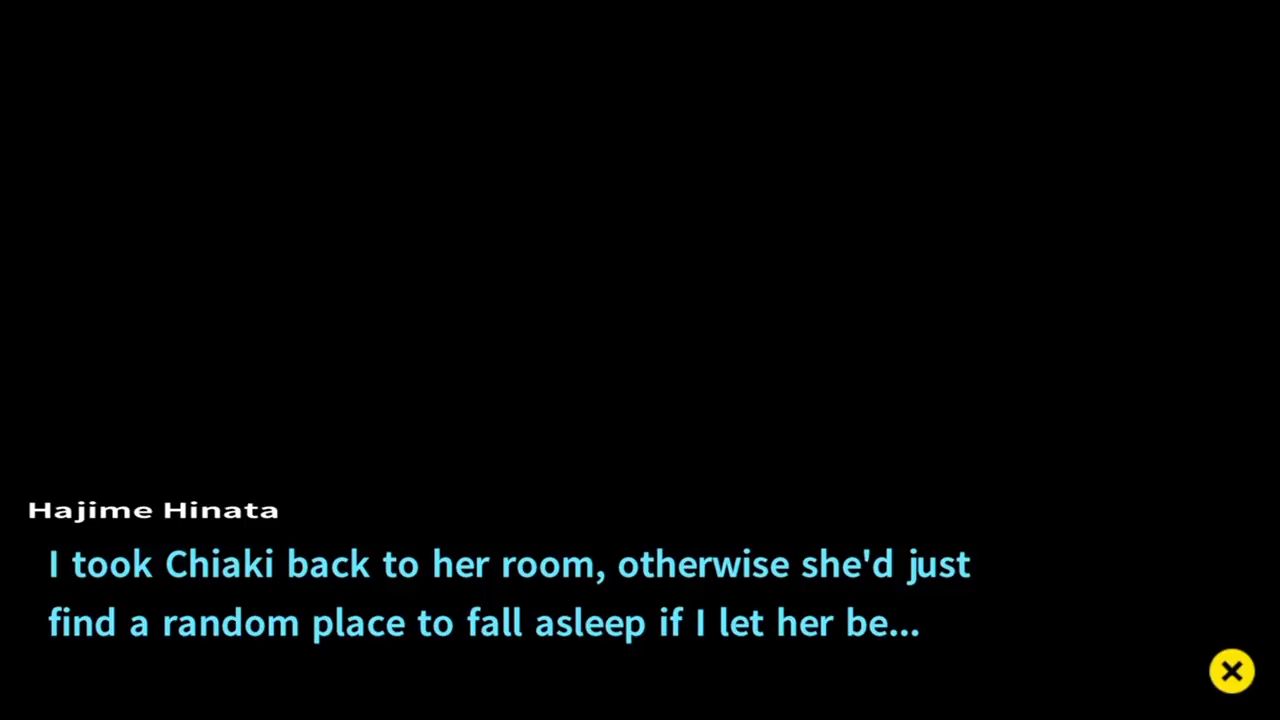 Hajime Hinata
I took Chiaki back to her room, otherwise she'd just
find a random place to fall asleep if I let her be...